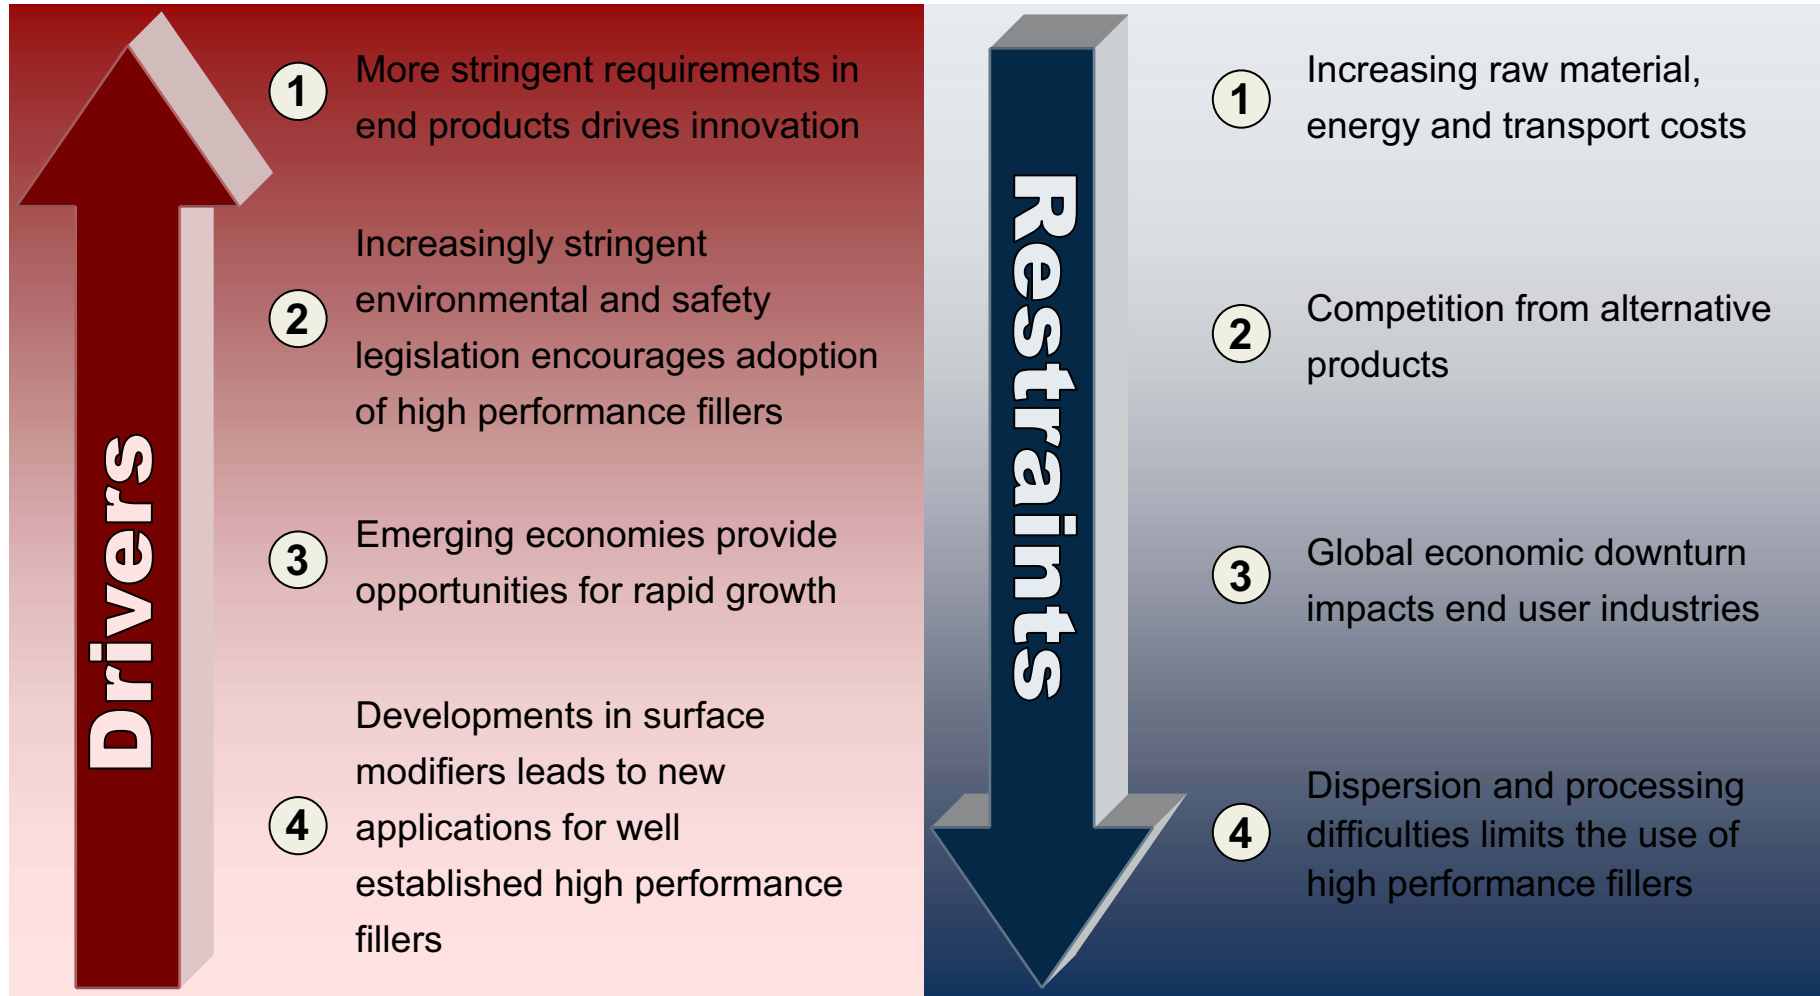 Drivers
1
More stringent requirements in
end products drives innovation
2
Increasingly stringent
environmental and safety
legislation encourages adoption
of high performance fillers
3
Emerging economies provide
opportunities for rapid growth
4
Developments in surface
modifiers leads to new
applications for well
established high performance
fillers
Restraints
1
Increasing raw material,
energy and transport costs
2
Competition from alternative
products
3
Global economic downturn
impacts end user industries
4
Dispersion and processing
difficulties limits the use of
high performance fillers